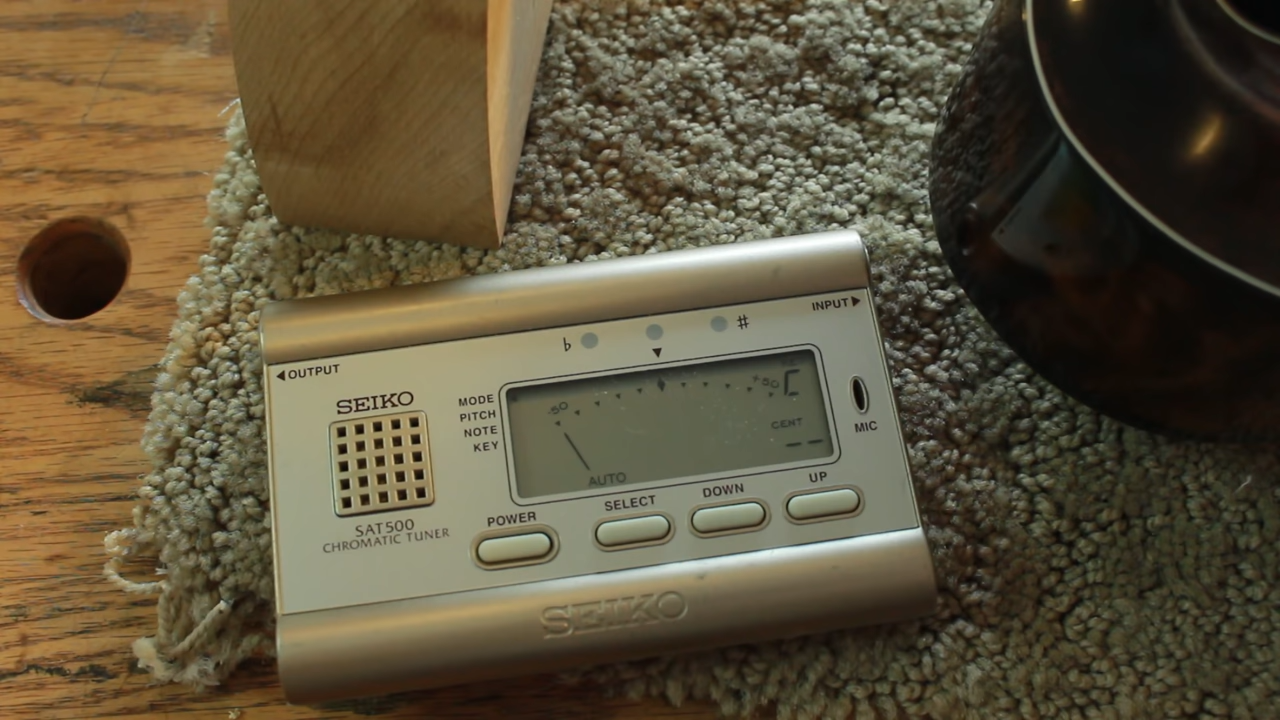 INPUT▶
♭ ♯
◀OUTPUT
SEIKO
MODE
PITCH
NOTE
KEY
-50 +50
CENT
AUTO
MIC
POWER SELECT DOWN UP
SAT500
CHROMATIC TUNER
SEIKO